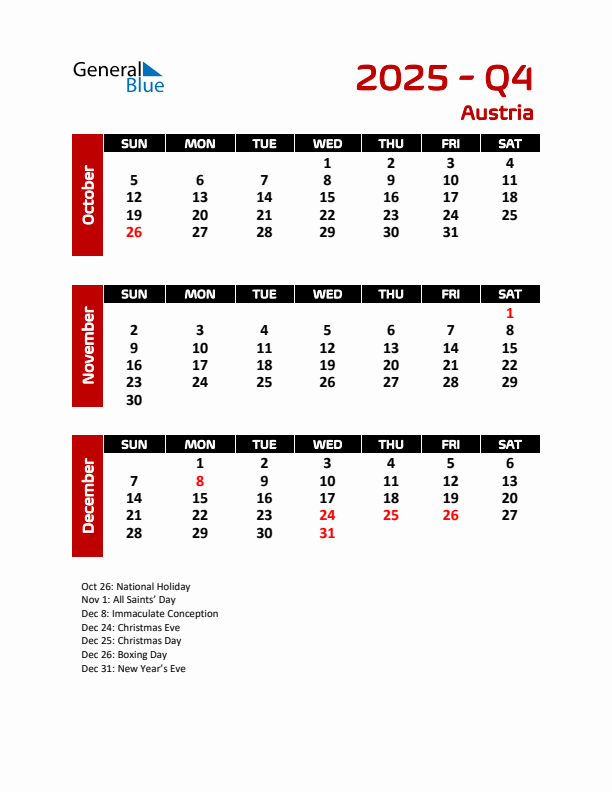 General
Blue
2025 - Q4
Austria
October
SUN MON TUE WED THU FRI SAT
1 2 3 4
5 6 7 8 9 10 11
12 13 14 15 16 17 18
19 20 21 22 23 24 25
26 27 28 29 30 31
November
SUN MON TUE WED THU FRI SAT
1
2 3 4 5 6 7 8
9 10 11 12 13 14 15
16 17 18 19 20 21 22
23 24 25 26 27 28 29
30
December
SUN MON TUE WED THU FRI SAT
1 2 3 4 5 6
7 8 9 10 11 12 13
14 15 16 17 18 19 20
21 22 23 24 25 26 27
28 29 30 31
Oct 26: National Holiday
Nov 1: All Saints’ Day
Dec 8: Immaculate Conception
Dec 24: Christmas Eve
Dec 25: Christmas Day
Dec 26: Boxing Day
Dec 31: New Year’s Eve